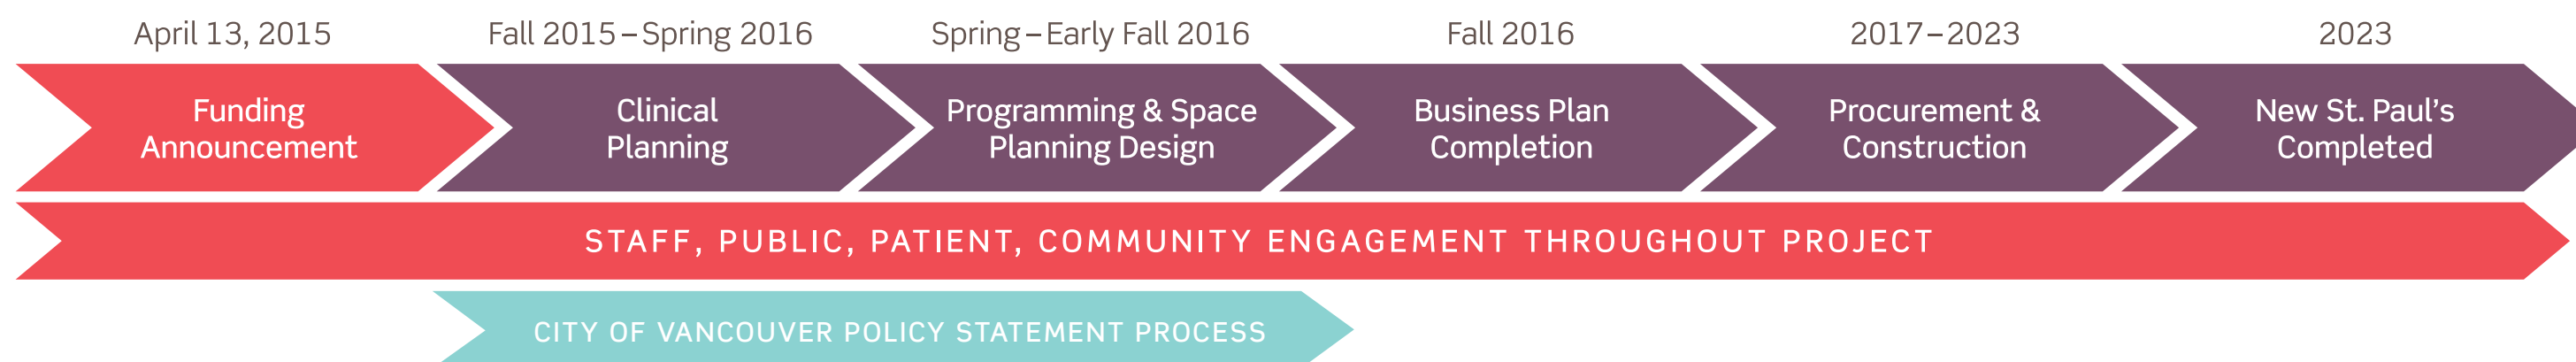 April 13, 2015
Fall 2015–Spring 2016
Spring–Early Fall 2016
Fall 2016
2017–2023
2023
Funding
Announcement
Clinical
Planning
Programming & Space
Planning Design
Business Plan
Completion
Procurement &
Construction
New St. Paul’s
Completed
STAFF, PUBLIC, PATIENT, COMMUNITY ENGAGEMENT THROUGHOUT PROJECT
CITY OF VANCOUVER POLICY STATEMENT PROCESS